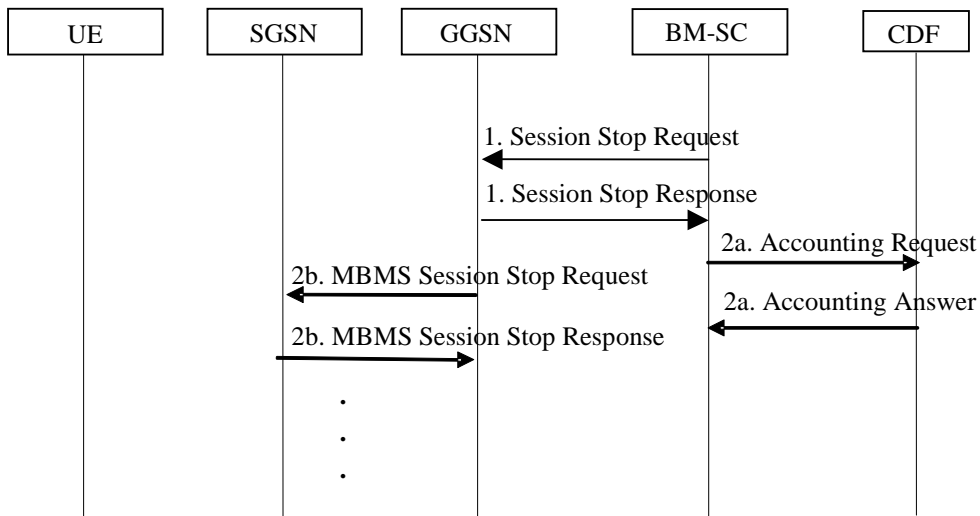 UE
SGSN
GGSN
BM-SC
CDF
1. Session Stop Request
1. Session Stop Response
2a. Accounting Request
2b. MBMS Session Stop Request
2a. Accounting Answer
2b. MBMS Session Stop Response
.
.
.